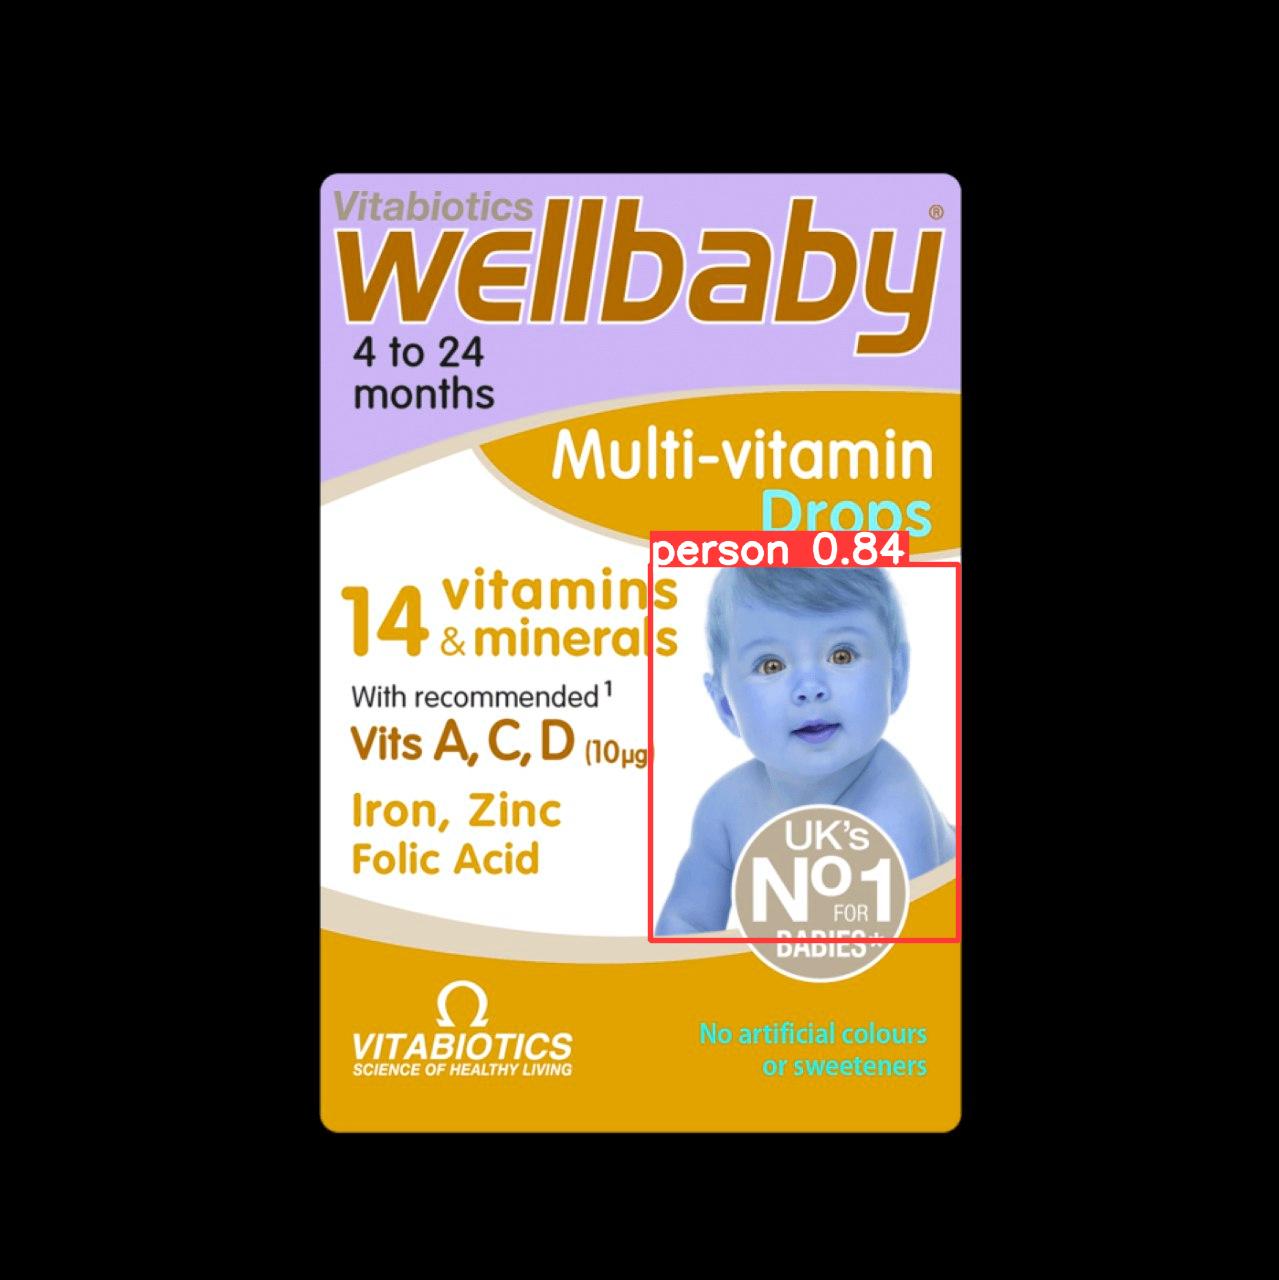 Vitabiotics
wellbaby®
4 to 24
months
Multi-vitamin
Drops
person 0.84
14 vitamins
& minerals
With recommended¹
Vits A, C, D (10µg)
Iron, Zinc
Folic Acid
UK's
Nº1
FOR
BABIES*
VITABIOTICS
SCIENCE OF HEALTHY LIVING
No artificial colours
or sweeteners